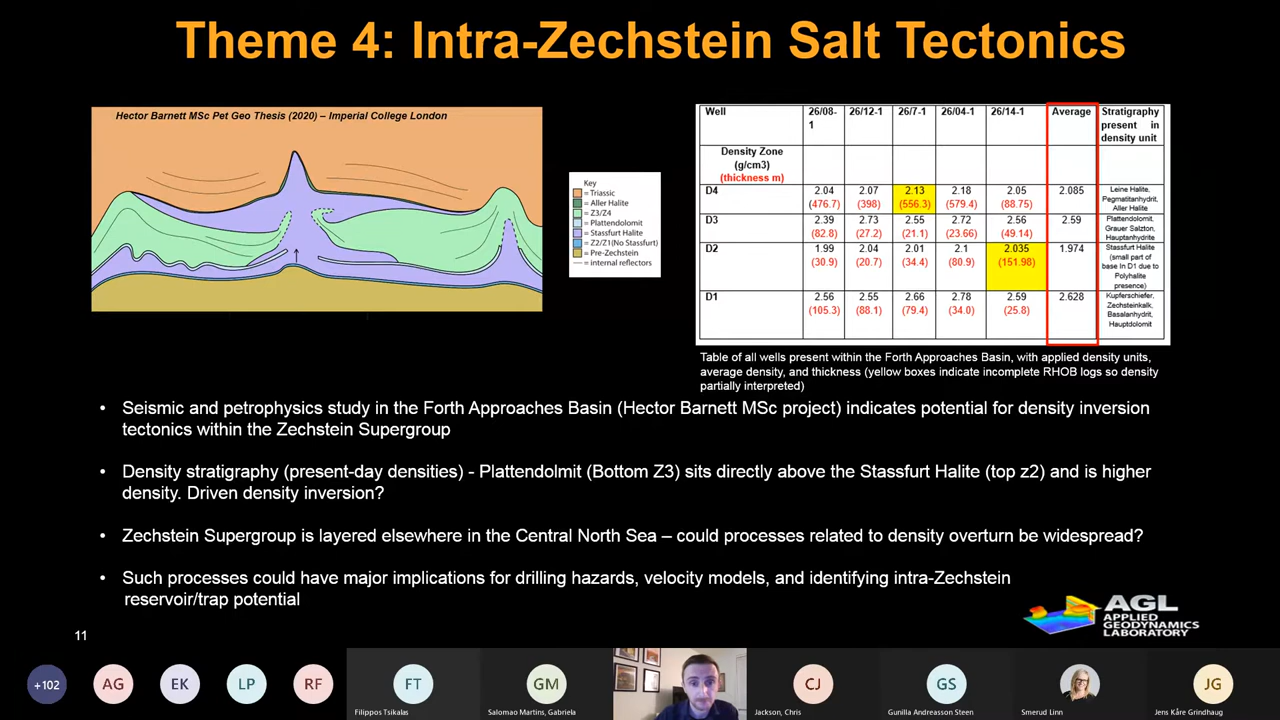 Theme 4: Intra-Zechstein Salt Tectonics
Hector Barnett MSc Pet Geo Thesis (2020) – Imperial College London
Key
= Triassic
= Aller Halite
= Z3/Z4
= Plattendolomit
= Stassfurt Halite
= Z2/Z1(No Stassfurt)
= Pre-Zechstein
= internal reflectors
Well 26/08-1 26/12-1 26/7-1 26/04-1 26/14-1 Average Stratigraphy present in density unit
Density Zone
(g/cm3)
(thickness m)
D4 2.04 2.07 2.13 2.18 2.05 2.085 Leine Halite, Pegmatitanhydrit, Aller Halite
(476.7) (398) (556.3) (579.4) (88.75)
D3 2.39 2.73 2.55 2.72 2.56 2.59 Plattendolomit, Grauer Salzton, Hauptanhydrite
(82.8) (27.2) (21.1) (23.66) (49.14)
D2 1.99 2.04 2.01 2.1 2.035 1.974 Stassfurt Halite (small part of base In D1 due to Polyhalite presence)
(30.9) (20.7) (34.4) (80.9) (151.98)
D1 2.56 2.55 2.66 2.78 2.59 2.628 Kupferschiefer, Zechsteinkalk, Basalanhydrit, Hauptdolomit
(105.3) (88.1) (79.4) (34.0) (25.8)
Table of all wells present within the Forth Approaches Basin, with applied density units,
average density, and thickness (yellow boxes indicate incomplete RHOB logs so density
partially interpreted)
• Seismic and petrophysics study in the Forth Approaches Basin (Hector Barnett MSc project) indicates potential for density inversion
tectonics within the Zechstein Supergroup
• Density stratigraphy (present-day densities) - Plattendolmit (Bottom Z3) sits directly above the Stassfurt Halite (top z2) and is higher
density. Driven density inversion?
• Zechstein Supergroup is layered elsewhere in the Central North Sea – could processes related to density overturn be widespread?
• Such processes could have major implications for drilling hazards, velocity models, and identifying intra-Zechstein
reservoir/trap potential
AGL
APPLIED
GEODYNAMICS
LABORATORY
11
+102 AG EK LP RF FT GM CJ GS JG
Filippos Tsikalas Salomao Martins, Gabriela Jackson, Chris Gunilla Andreasson Steen Smerud Linn Jens Kåre Grindhaug